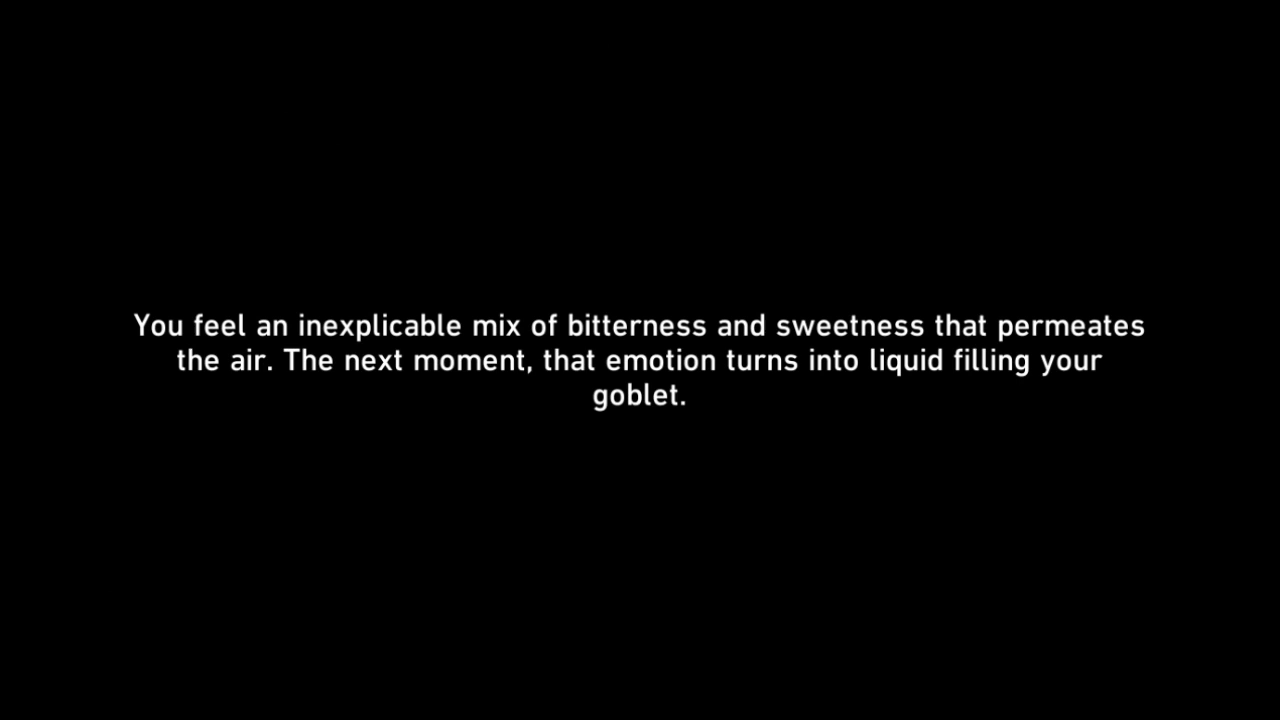 You feel an inexplicable mix of bitterness and sweetness that permeates
the air. The next moment, that emotion turns into liquid filling your
goblet.